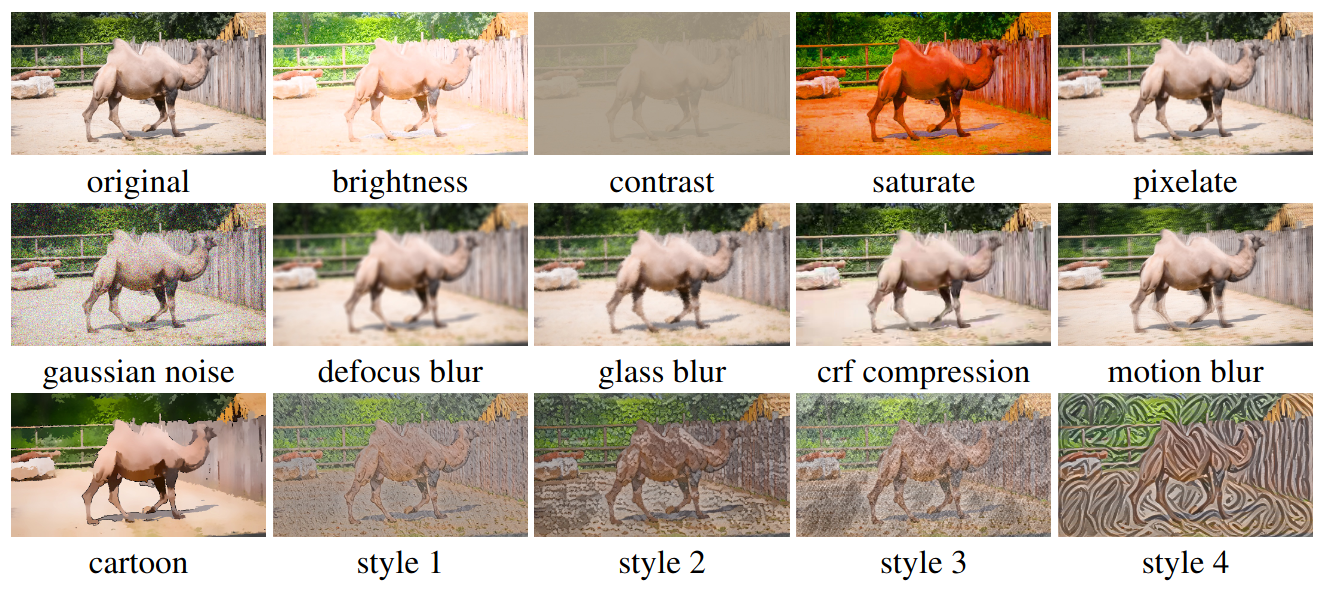 original
brightness
contrast
saturate
pixelate
gaussian noise
defocus blur
glass blur
crf compression
motion blur
cartoon
style 1
style 2
style 3
style 4